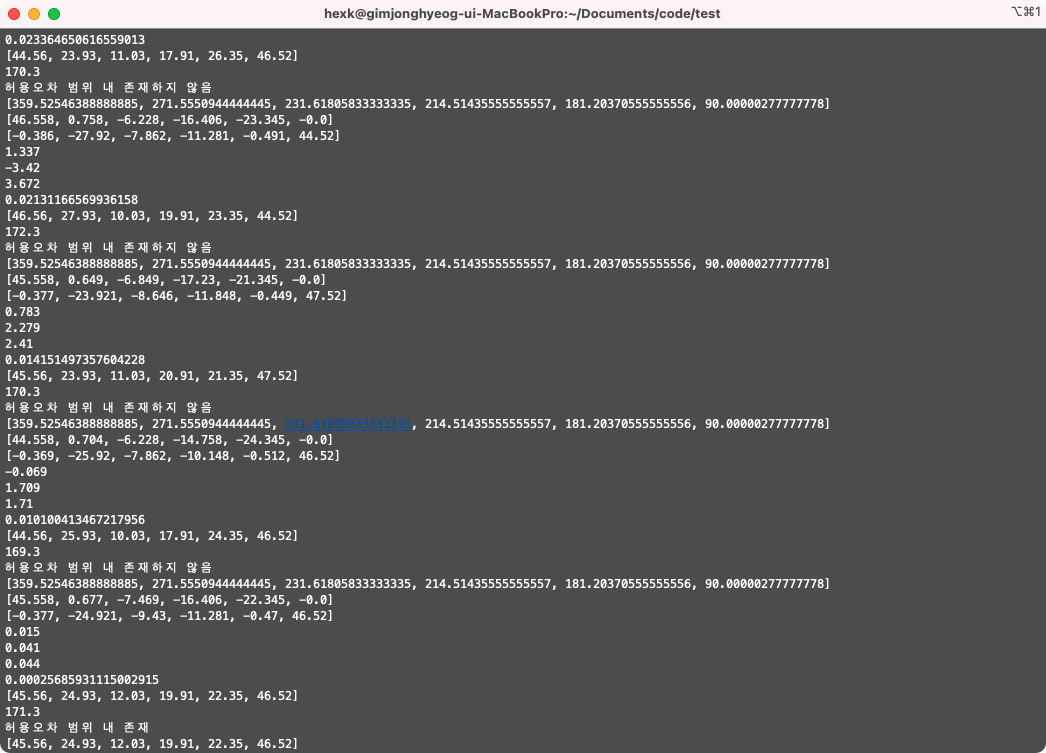 hexk@gimjonghyeog-ui-MacBookPro:~/Documents/code/test
⌥⌘1
0.023364650616559013
[44.56, 23.93, 11.03, 17.91, 26.35, 46.52]
170.3
허용오차 범위 내 존재하지 않음
[359.52546388888885, 271.5550944444445, 231.61805833333335, 214.51435555555557, 181.20370555555556, 90.00000277777778]
[46.558, 0.758, -6.228, -16.406, -23.345, -0.0]
[-0.386, -27.92, -7.862, -11.281, -0.491, 44.52]
1.337
-3.42
3.672
0.02131166569936158
[46.56, 27.93, 10.03, 19.91, 23.35, 44.52]
172.3
허용오차 범위 내 존재하지 않음
[359.52546388888885, 271.5550944444445, 231.61805833333335, 214.51435555555557, 181.20370555555556, 90.00000277777778]
[45.558, 0.649, -6.849, -17.23, -21.345, -0.0]
[-0.377, -23.921, -8.646, -11.848, -0.449, 47.52]
0.783
2.279
2.41
0.014151497357604228
[45.56, 23.93, 11.03, 20.91, 21.35, 47.52]
170.3
허용오차 범위 내 존재하지 않음
[359.52546388888885, 271.5550944444445, 231.61805833333335, 214.51435555555557, 181.20370555555556, 90.00000277777778]
[44.558, 0.704, -6.228, -14.758, -24.345, -0.0]
[-0.369, -25.92, -7.862, -10.148, -0.512, 46.52]
-0.069
1.709
1.71
0.010100413467217956
[44.56, 25.93, 10.03, 17.91, 24.35, 46.52]
169.3
허용오차 범위 내 존재하지 않음
[359.52546388888885, 271.5550944444445, 231.61805833333335, 214.51435555555557, 181.20370555555556, 90.00000277777778]
[45.558, 0.677, -7.469, -16.406, -22.345, -0.0]
[-0.377, -24.921, -9.43, -11.281, -0.47, 46.52]
0.015
0.041
0.044
0.00025685931115002915
[45.56, 24.93, 12.03, 19.91, 22.35, 46.52]
171.3
허용오차 범위 내 존재
[45.56, 24.93, 12.03, 19.91, 22.35, 46.52]